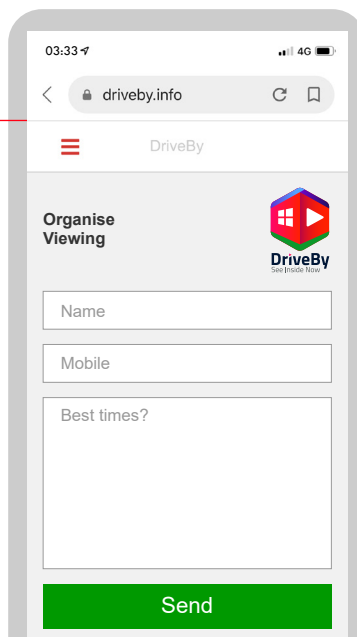 03:33
4G
driveby.info
DriveBy
Organise
Viewing
DriveBy
See Inside Now
Name
Mobile
Best times?
Send